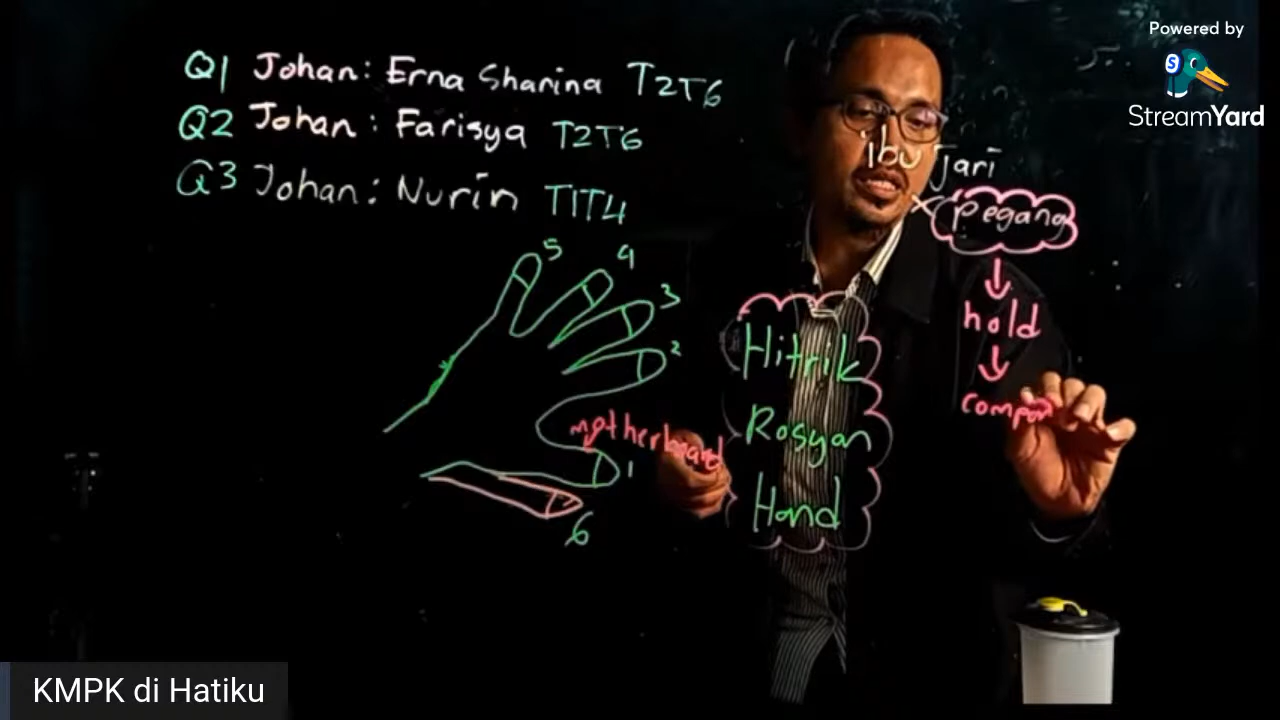 Q1 Johan: Erna Sharina T2T6
Q2 Johan: Farisya T2T6
Q3 Johan: Nurin T1T4
ibu jari
pegang
hold
5
4
3
2
1
6
motherboard
Hitrik
Rosyan
Hand
Powered by
StreamYard
KMPK di Hatiku